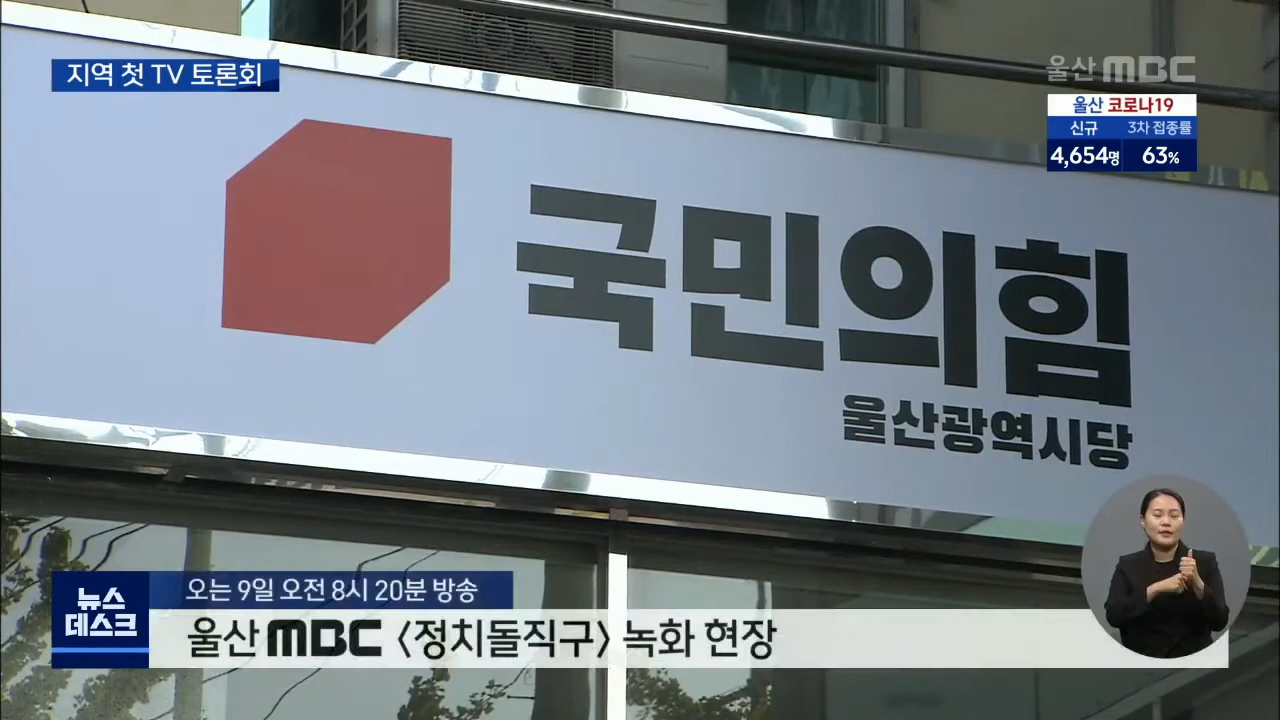 지역 첫 TV 토론회
울산 MBC
울산 코로나19
신규 3차 접종률
4,654명 63%
국민의힘
울산광역시당
뉴스
데스크
오는 9일 오전 8시 20분 방송
울산 MBC <정치돌직구> 녹화 현장